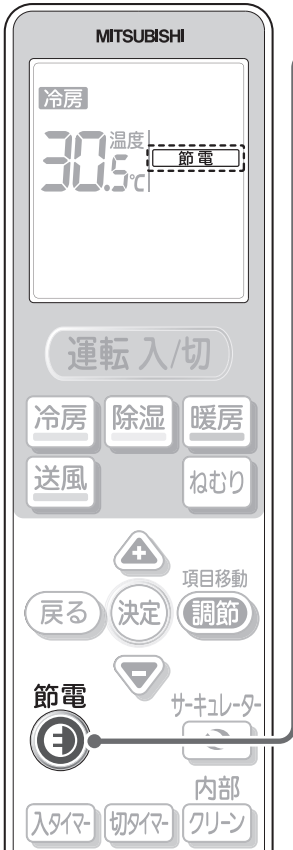 MITSUBISHI
冷房
温度
30.5℃
節電
運転 入/切
冷房 除湿 暖房
送風 ねむり
項目移動
戻る 決定 調節
節電
サーキュレーター
内部
入タイマー 切タイマー クリーン